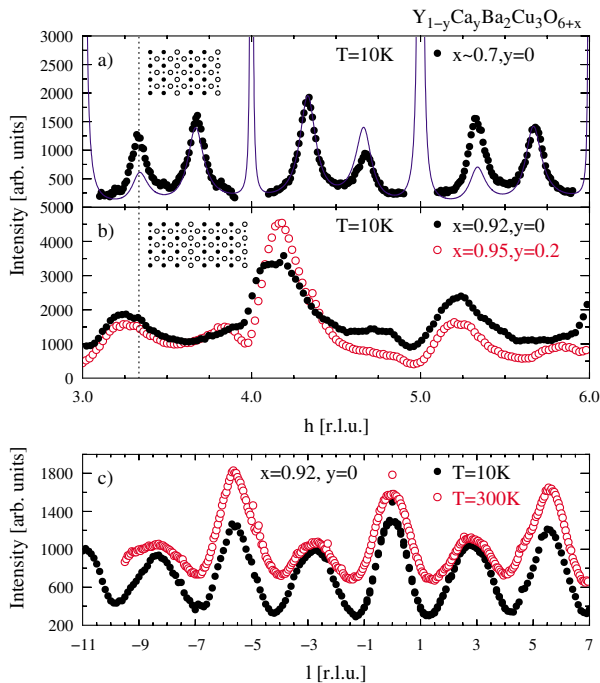 Y₁₋yCayBa₂Cu₃O₆₊ₓ
Intensity [arb. units]
3000
2500
2000
1500
1000
500
a)
T=10K
x~0.7,y=0
5000
4000
3000
2000
1000
0
b)
T=10K
x=0.92,y=0
x=0.95,y=0.2
3.0
4.0
5.0
6.0
h [r.l.u.]
Intensity [arb. units]
1800
1400
1000
600
200
c)
x=0.92, y=0
T=10K
T=300K
−11
−9
−7
−5
−3
−1
1
3
5
7
l [r.l.u.]